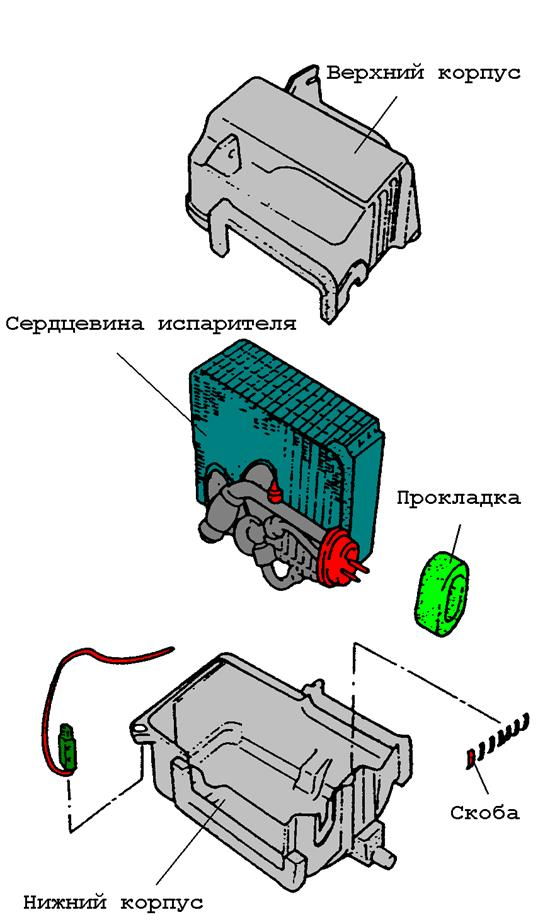 Верхний корпус
Сердцевина испарителя
Прокладка
Скоба
Нижний корпус